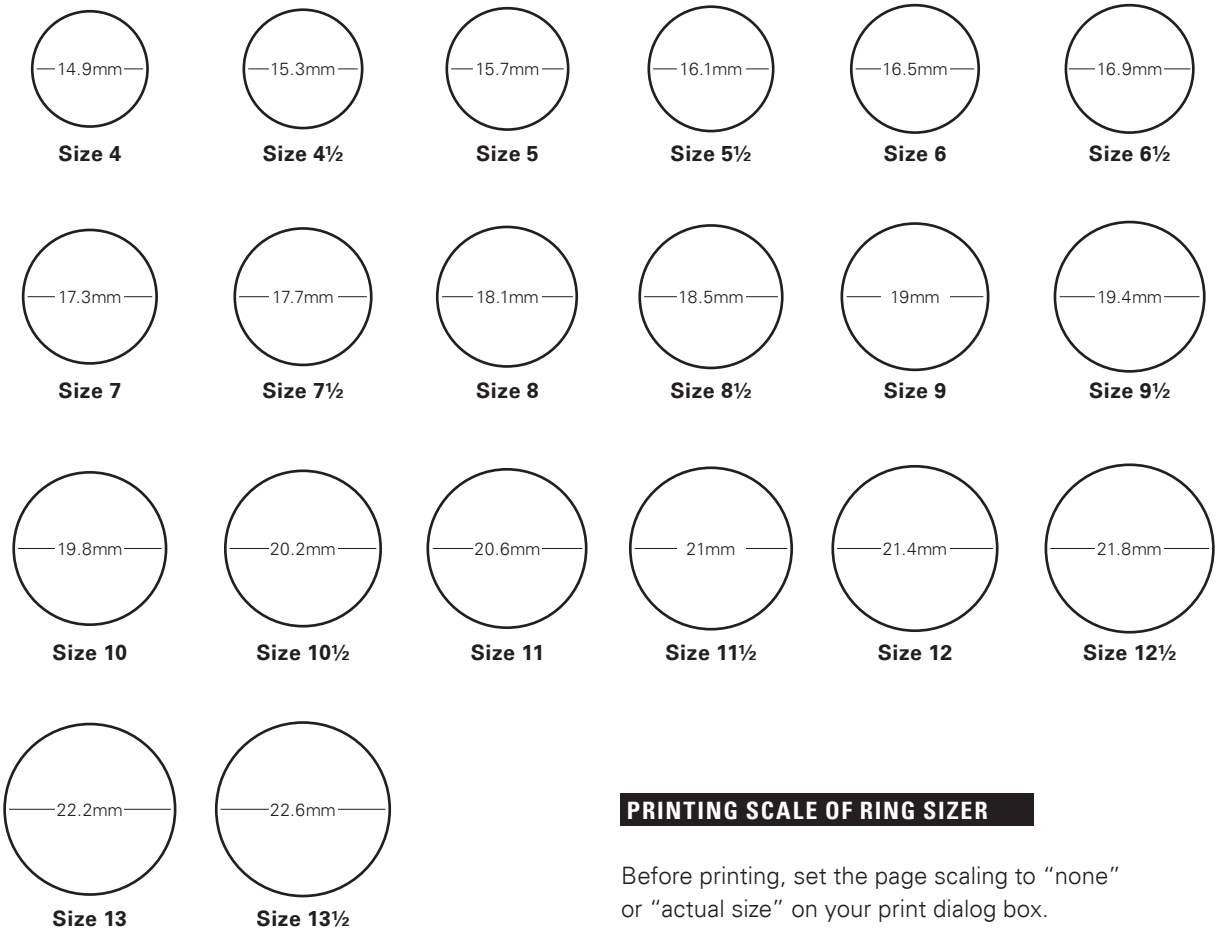 14.9mm 15.3mm 15.7mm 16.1mm 16.5mm 16.9mm
Size 4 Size 4½ Size 5 Size 5½ Size 6 Size 6½
17.3mm 17.7mm 18.1mm 18.5mm 19mm 19.4mm
Size 7 Size 7½ Size 8 Size 8½ Size 9 Size 9½
19.8mm 20.2mm 20.6mm 21mm 21.4mm 21.8mm
Size 10 Size 10½ Size 11 Size 11½ Size 12 Size 12½
22.2mm 22.6mm
Size 13 Size 13½
PRINTING SCALE OF RING SIZER
Before printing, set the page scaling to “none”
or “actual size” on your print dialog box.